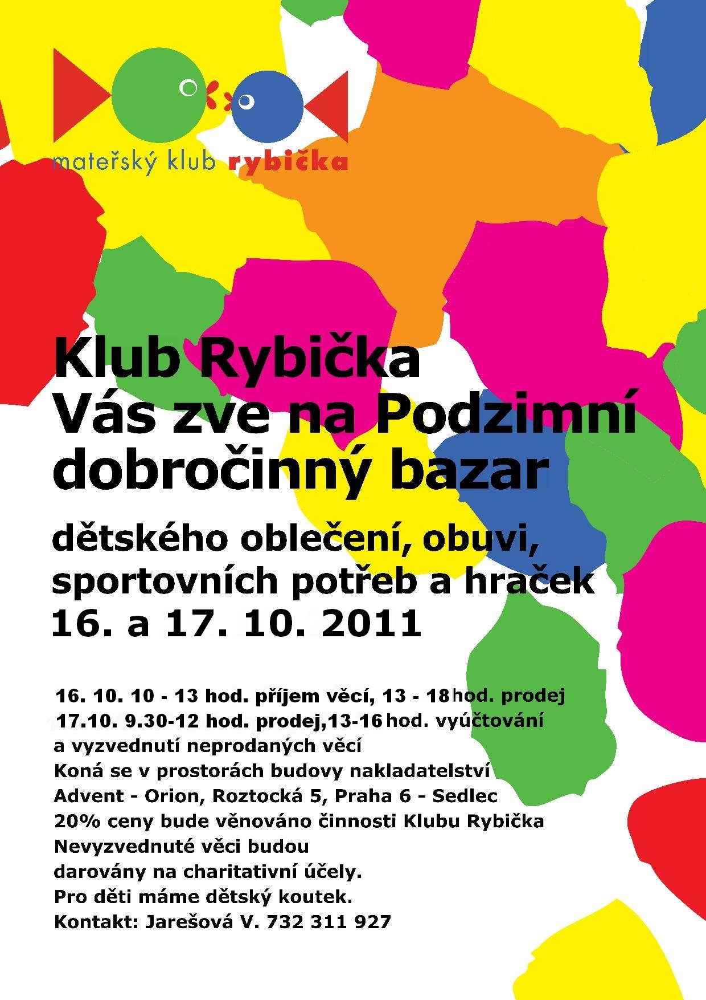 mateřský klub rybička
Klub Rybička
Vás zve na Podzimní
dobročinný bazar
dětského oblečení, obuvi,
sportovních potřeb a hraček
16. a 17. 10. 2011
16. 10. 10 - 13 hod. příjem věcí, 13 - 18hod. prodej
17.10. 9.30-12 hod. prodej,13-16 hod. vyúčtování
a vyzvednutí neprodaných věcí
Koná se v prostorách budovy nakladatelství
Advent - Orion, Roztocká 5, Praha 6 - Sedlec
20% ceny bude věnováno činnosti Klubu Rybička
Nevyzvednuté věci budou
darovány na charitativní účely.
Pro děti máme dětský koutek.
Kontakt: Jarešová V. 732 311 927